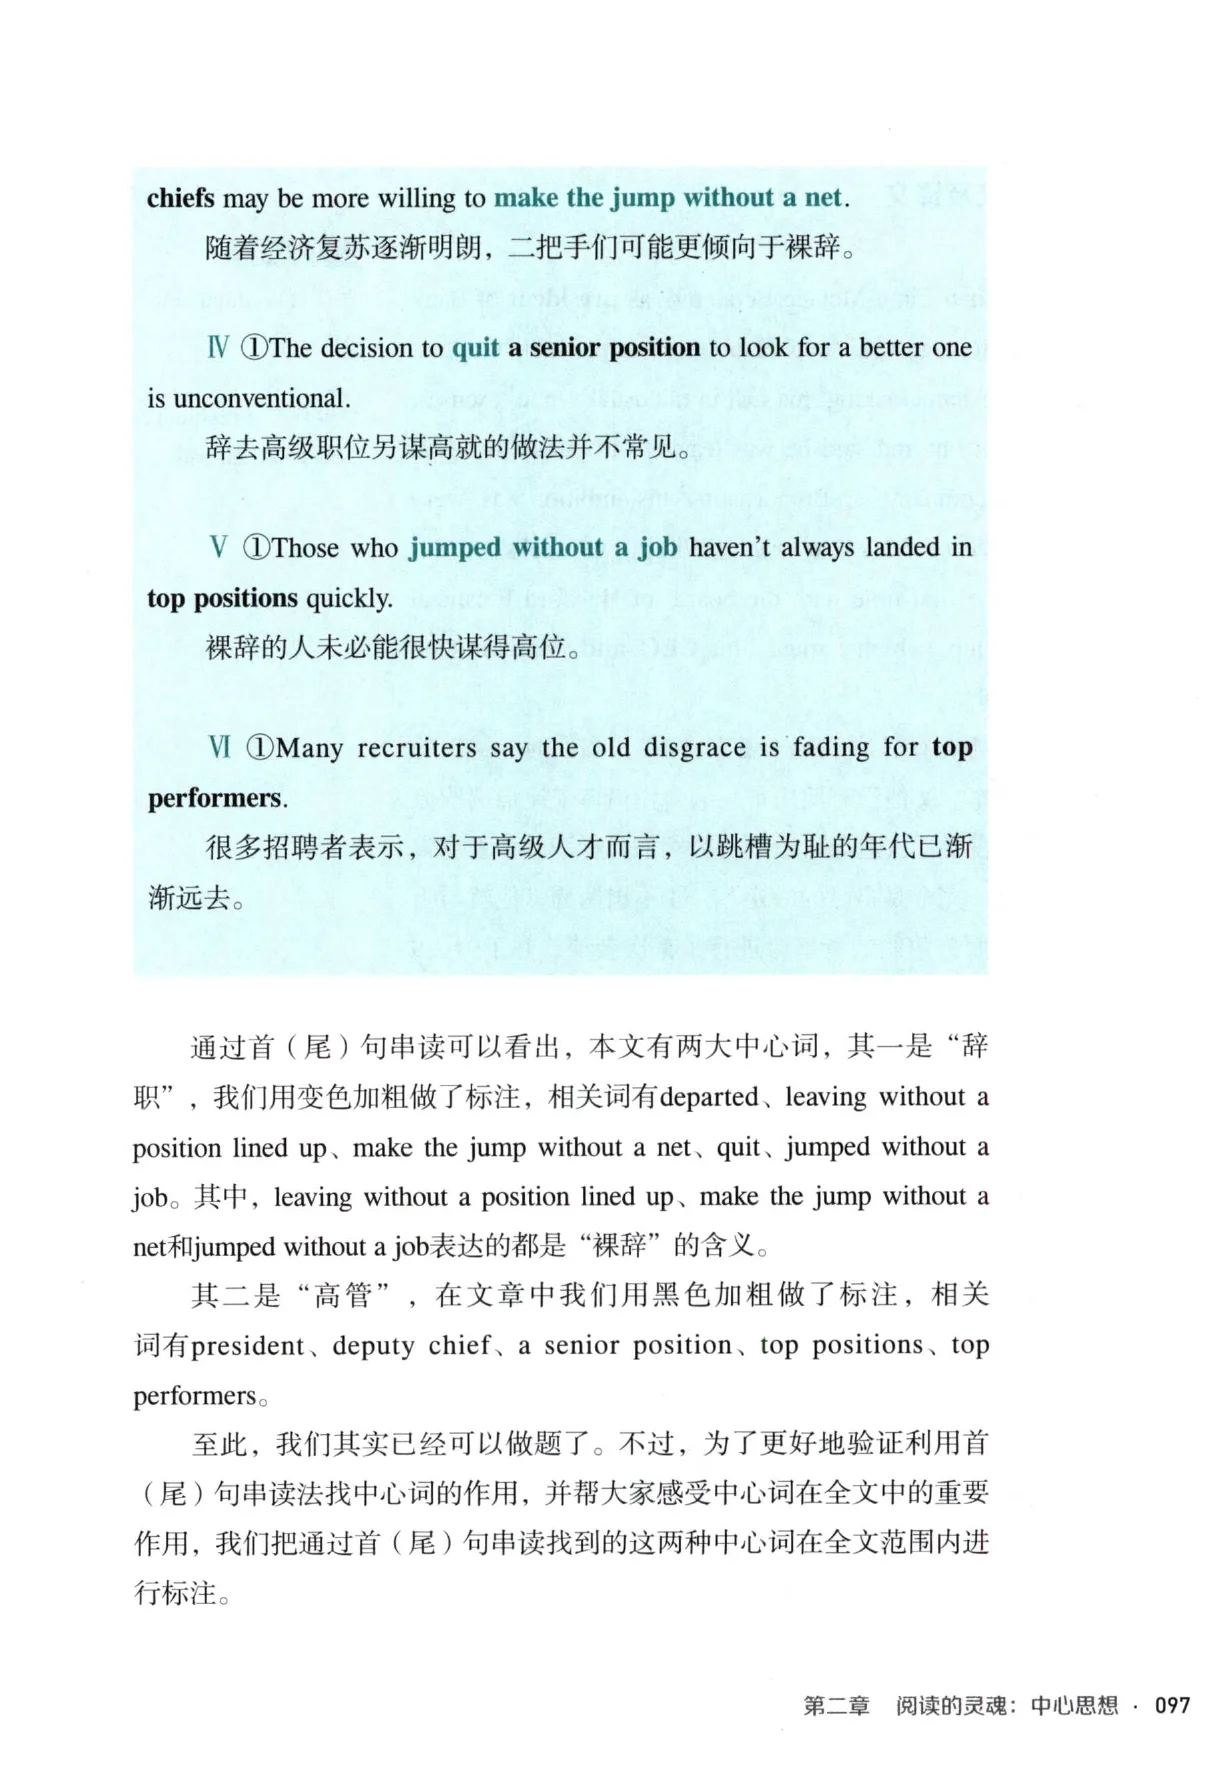 chiefs may be more willing to make the jump without a net.
随着经济复苏逐渐明朗，二把手们可能更倾向于裸辞。
Ⅳ ①The decision to quit a senior position to look for a better one
is unconventional.
辞去高级职位另谋高就的做法并不常见。
Ⅴ ①Those who jumped without a job haven't always landed in
top positions quickly.
裸辞的人未必能很快谋得高位。
Ⅵ ①Many recruiters say the old disgrace is fading for top
performers.
很多招聘者表示，对于高级人才而言，以跳槽为耻的年代已渐
渐远去。
通过首（尾）句串读可以看出，本文有两大中心词，其一是“辞
职”，我们用变色加粗做了标注，相关词有departed、leaving without a
position lined up、make the jump without a net、quit、jumped without a
job。其中，leaving without a position lined up、make the jump without a
net和jumped without a job表达的都是“裸辞”的含义。
其二是“高管”，在文章中我们用黑色加粗做了标注，相关
词有president、deputy chief、a senior position、top positions、top
performers。
至此，我们其实已经可以做题了。不过，为了更好地验证利用首
（尾）句串读法找中心词的作用，并帮大家感受中心词在全文中的重要
作用，我们把通过首（尾）句串读找到的这两种中心词在全文范围内进
行标注。
第二章 阅读的灵魂：中心思想 · 097